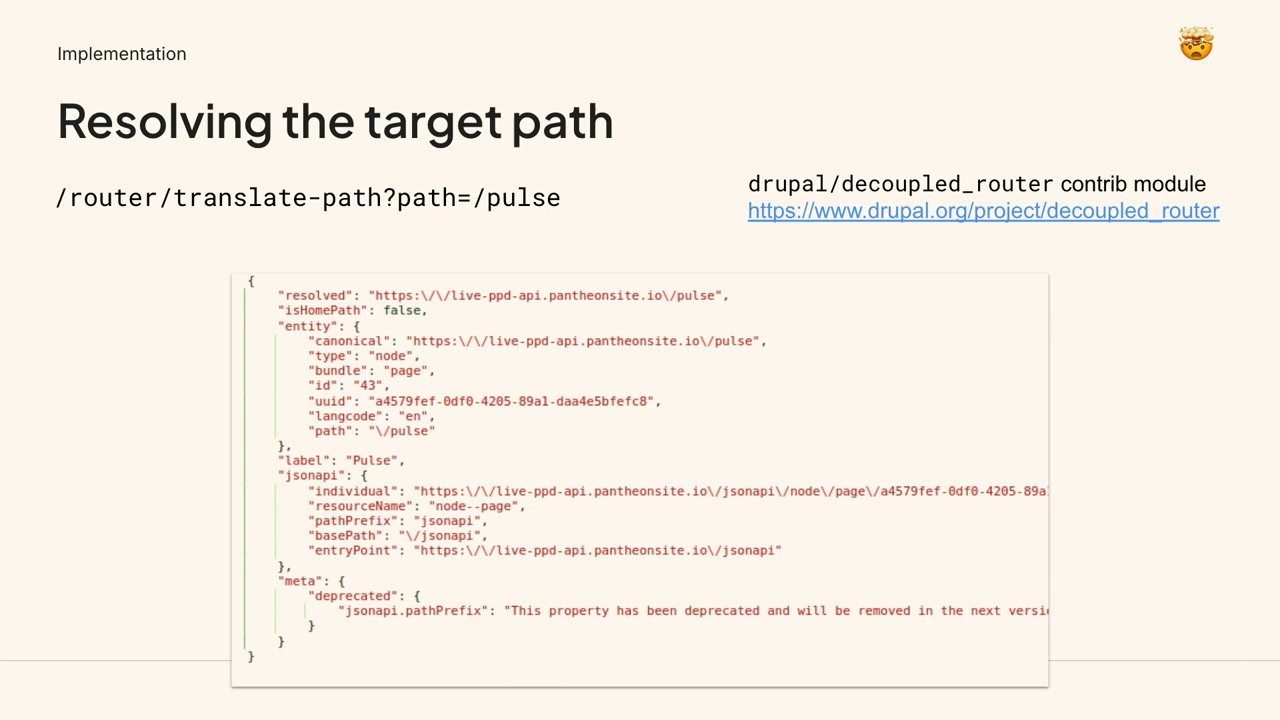 Implementation
Resolving the target path
/router/translate-path?path=/pulse
drupal/decoupled_router contrib module
https://www.drupal.org/project/decoupled_router
{
"resolved": "https:\/\/live-ppd-api.pantheonsite.io\/pulse",
"isHomePath": false,
"entity": {
"canonical": "https:\/\/live-ppd-api.pantheonsite.io\/pulse",
"type": "node",
"bundle": "page",
"id": "43",
"uuid": "a4579fef-0df0-4205-89a1-daa4e5bfefc8",
"langcode": "en",
"path": "\/pulse"
},
"label": "Pulse",
"jsonapi": {
"individual": "https:\/\/live-ppd-api.pantheonsite.io\/jsonapi\/node\/page\/a4579fef-0df0-4205-89a1
"resourceName": "node--page",
"pathPrefix": "jsonapi",
"basePath": "\/jsonapi",
"entryPoint": "https:\/\/live-ppd-api.pantheonsite.io\/jsonapi"
},
"meta": {
"deprecated": {
"jsonapi.pathPrefix": "This property has been deprecated and will be removed in the next versio
}
}
}